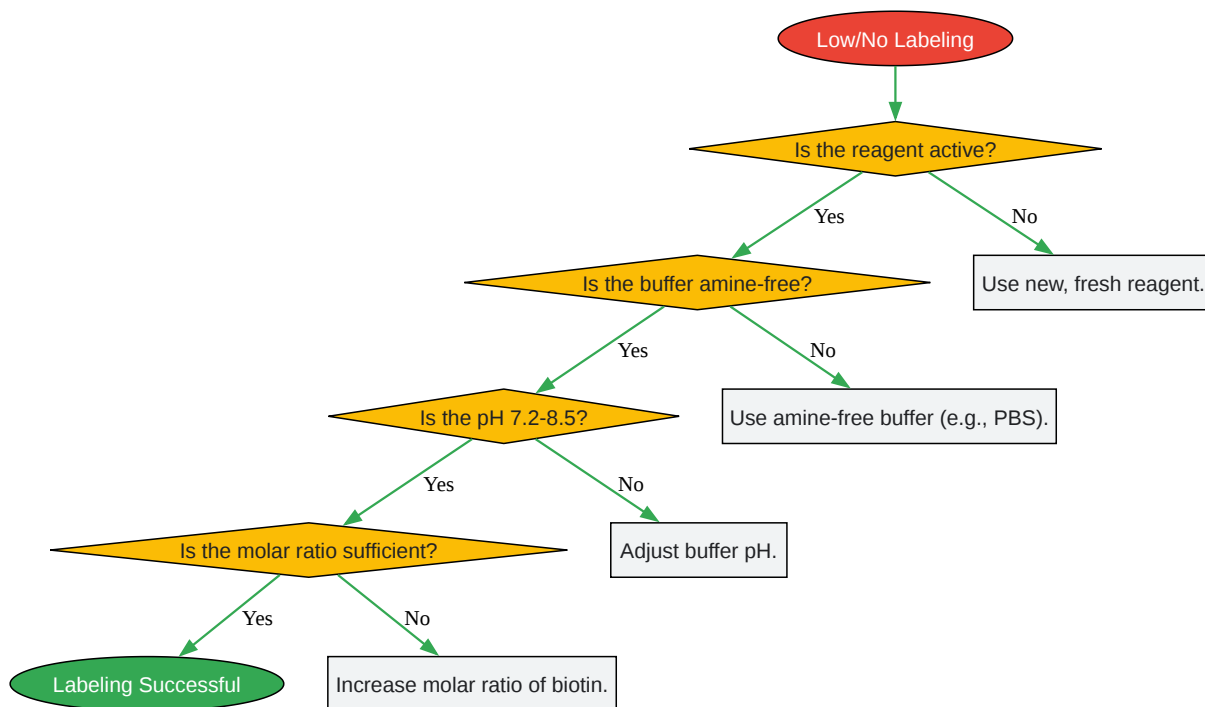 Low/No Labeling
Is the reagent active?
Yes
No
Is the buffer amine-free?
Use new, fresh reagent.
Yes
No
Is the pH 7.2-8.5?
Use amine-free buffer (e.g., PBS).
Yes
No
Is the molar ratio sufficient?
Adjust buffer pH.
Yes
No
Labeling Successful
Increase molar ratio of biotin.